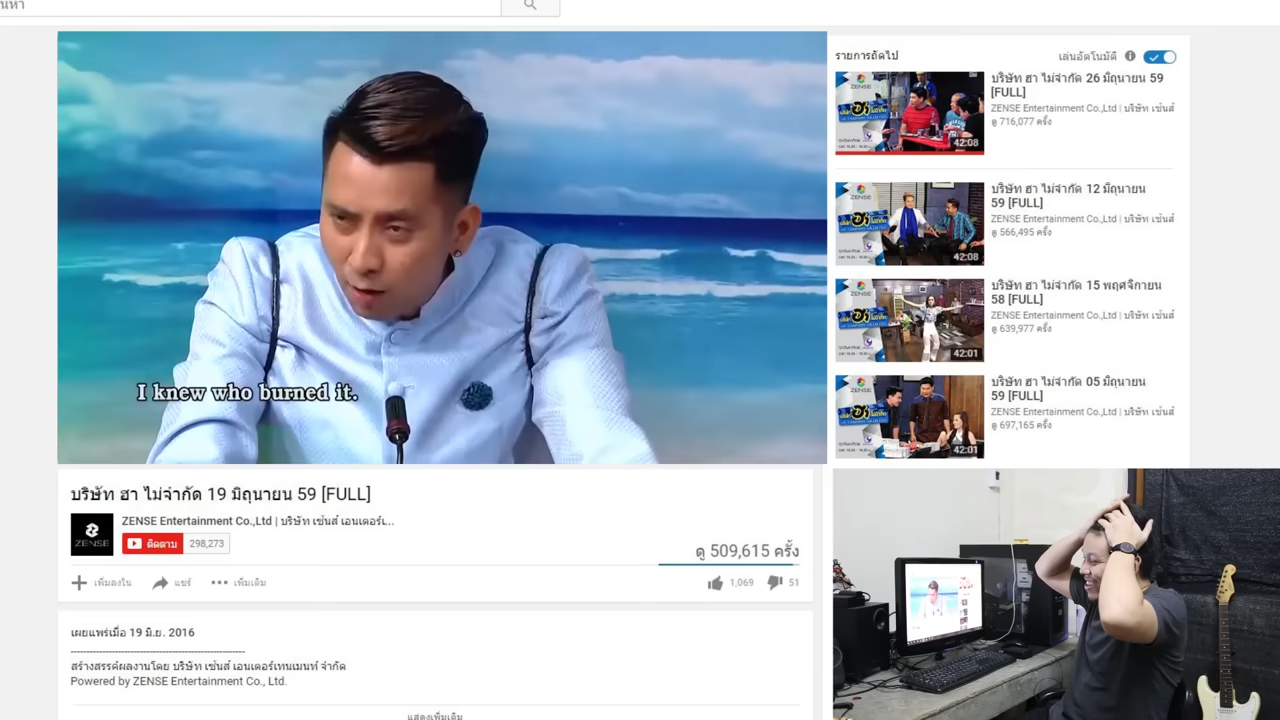 นหา
I knew who burned it.
บริษัท ฮา ไม่จำกัด 19 มิถุนายน 59 [FULL]
ZENSE
ZENSE Entertainment Co.,Ltd | บริษัท เซ้นส์ เอนเตอร์เ...
ติดตาม 298,273
ดู 509,615 ครั้ง
เพิ่มลงใน แชร์ เพิ่มเติม
1,069 51
เผยแพร่เมื่อ 19 มิ.ย. 2016
สร้างสรรค์ผลงานโดย บริษัท เซ้นส์ เอนเตอร์เทนเมนท์ จำกัด
Powered by ZENSE Entertainment Co., Ltd.
แสดงเพิ่มเติม
รายการถัดไป
เล่นอัตโนมัติ
ZENSE
42:08
บริษัท ฮา ไม่จำกัด 26 มิถุนายน 59
[FULL]
ZENSE Entertainment Co.,Ltd | บริษัท เซ้นส์
ดู 716,077 ครั้ง
ZENSE
42:08
บริษัท ฮา ไม่จำกัด 12 มิถุนายน
59 [FULL]
ZENSE Entertainment Co.,Ltd | บริษัท เซ้นส์
ดู 566,495 ครั้ง
ZENSE
42:01
บริษัท ฮา ไม่จำกัด 15 พฤศจิกายน
58 [FULL]
ZENSE Entertainment Co.,Ltd | บริษัท เซ้นส์
ดู 639,977 ครั้ง
ZENSE
42:01
บริษัท ฮา ไม่จำกัด 05 มิถุนายน
59 [FULL]
ZENSE Entertainment Co.,Ltd | บริษัท เซ้นส์
ดู 697,165 ครั้ง